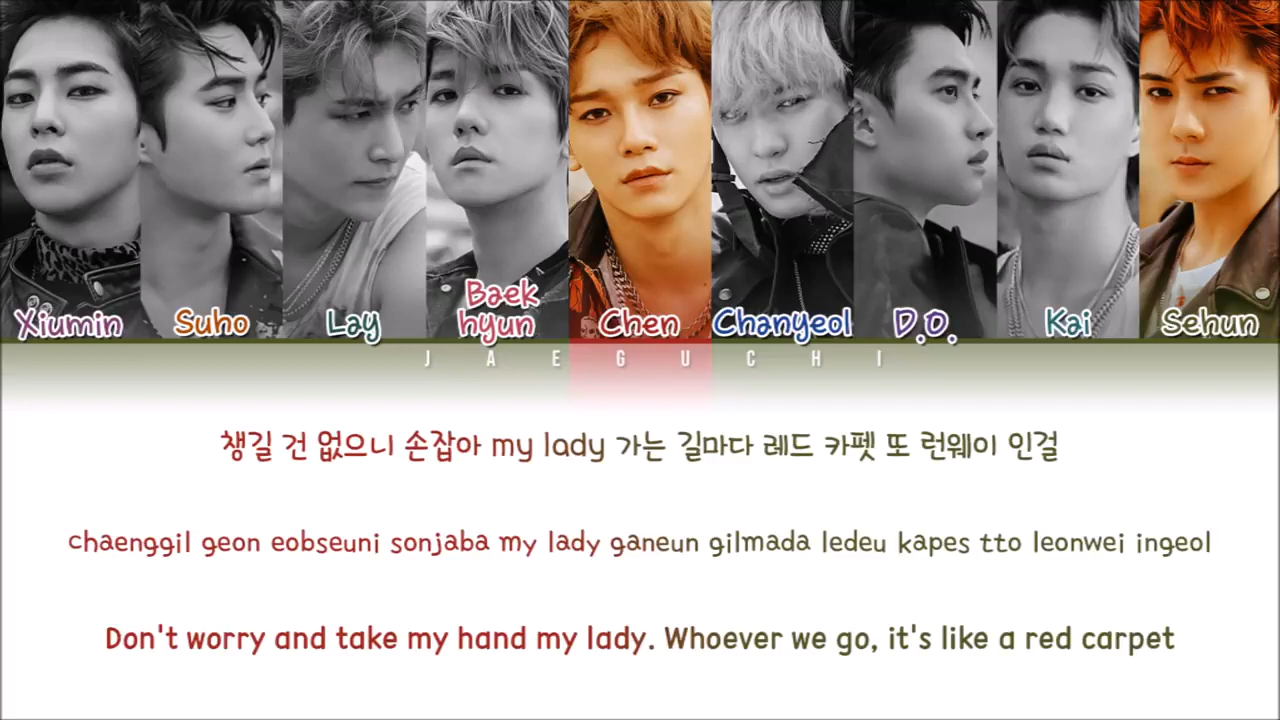 Xiumin Suho Lay Baek hyun Chen Chanyeol D.O. Kai Sehun
JAEGUCHI
챙길 건 없으니 손잡아 my lady 가는 길마다 레드 카펫 또 런웨이 인걸
chaenggil geon eobseuni sonjaba my lady ganeun gilmada ledeu kapes tto leonwei ingeol
Don't worry and take my hand my lady. Whoever we go, it's like a red carpet